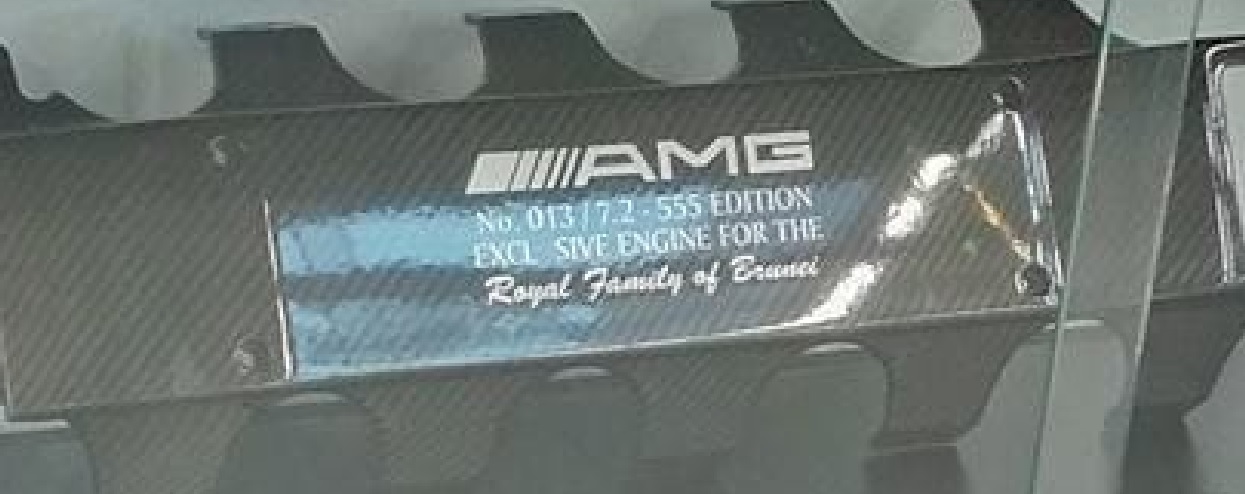 AMG
No. 013 / 7.2 - 555 EDITION
EXCL SIVE ENGINE FOR THE
Royal Family of Brunei